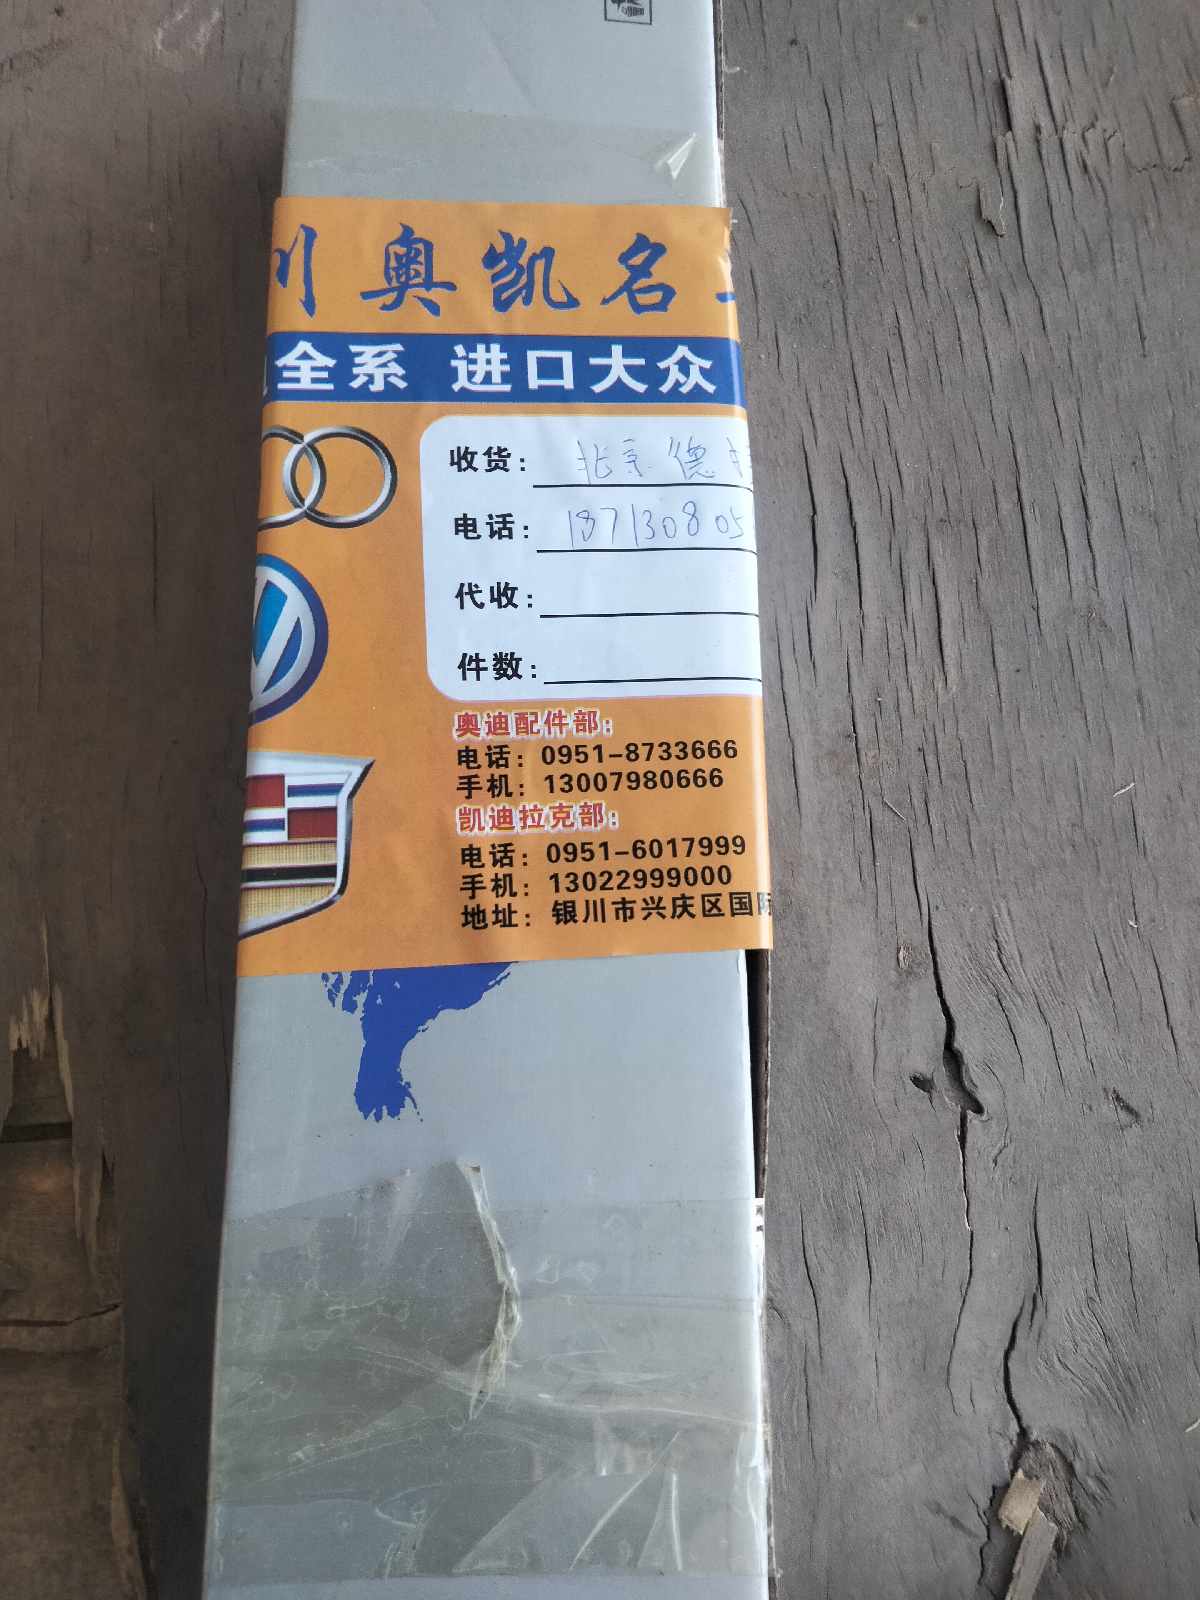 川奥凯名
全系 进口大众
收货: 北京德
电话: 187130805
代收:
件数:
奥迪配件部:
电话: 0951-8733666
手机: 13007980666
凯迪拉克部:
电话: 0951-6017999
手机: 13022999000
地址: 银川市兴庆区国际